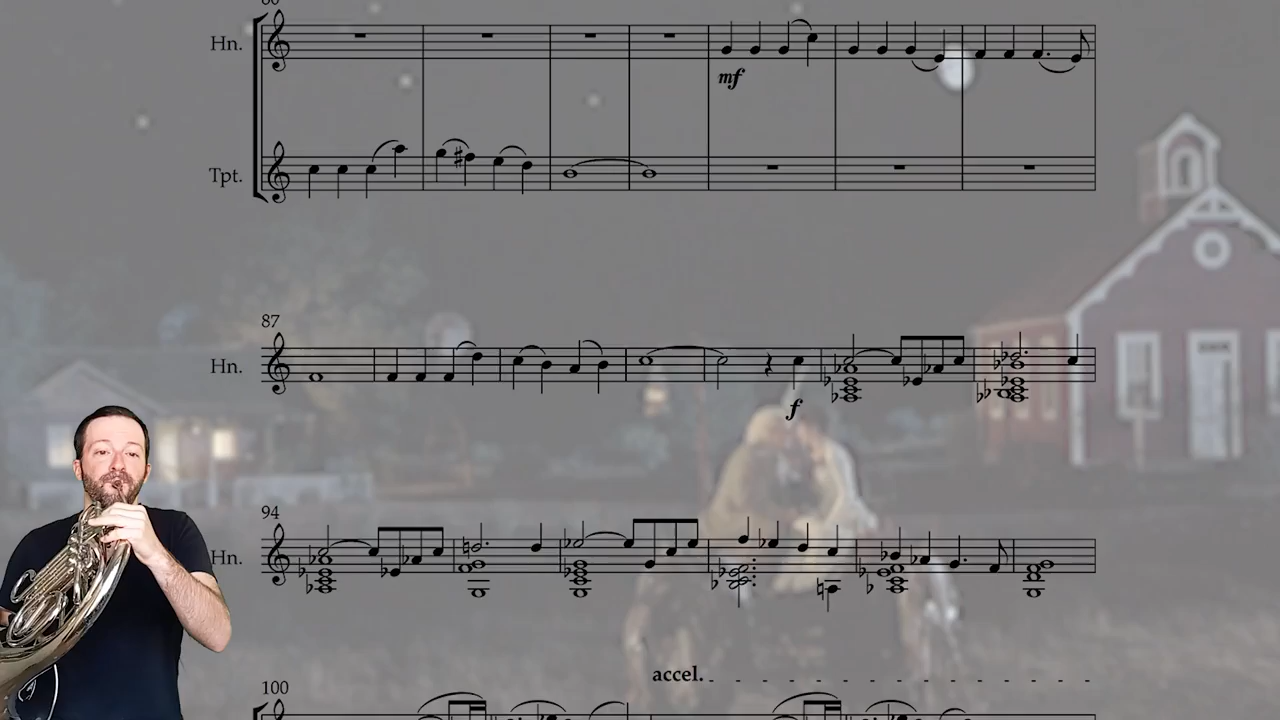 Hn.
mf
Tpt.
87
Hn.
f
94
Hn.
accel.
100